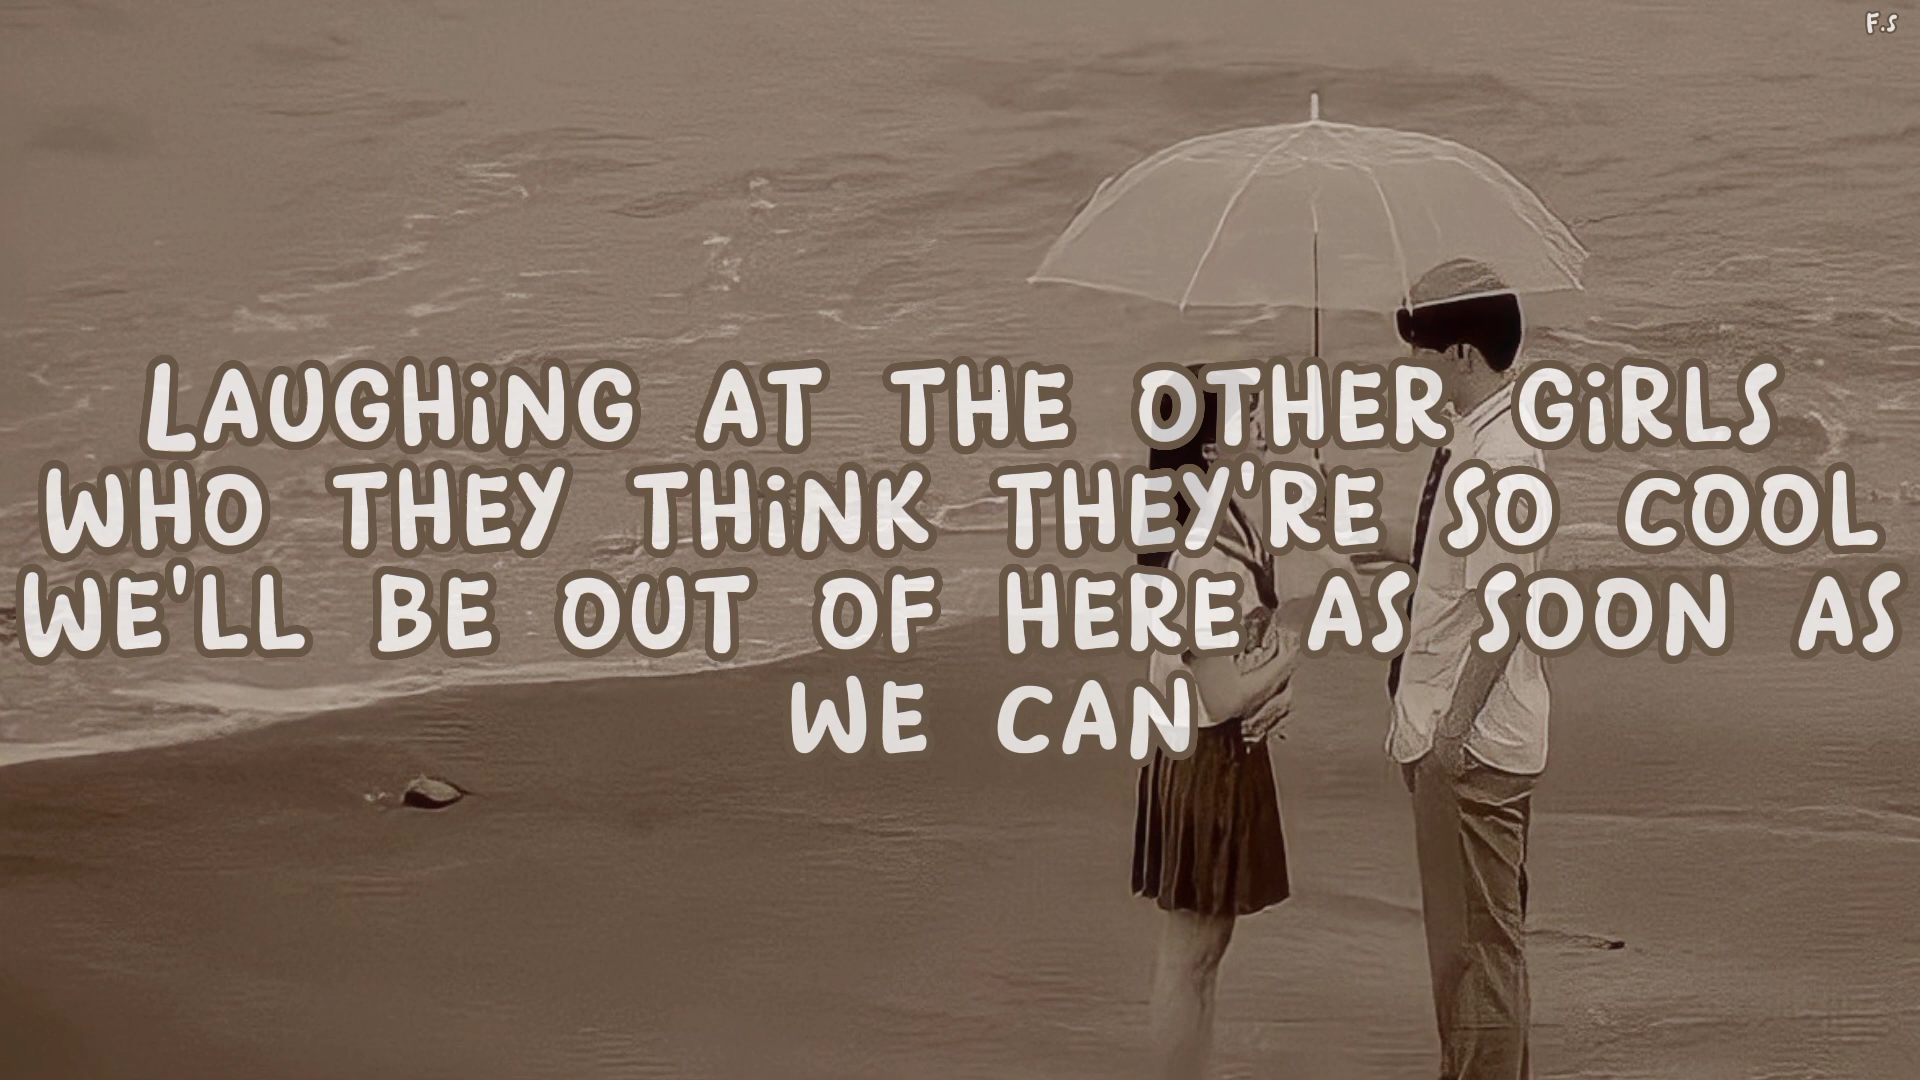 F.S
LAUGHiNG AT THE OTHER GiRLS
WHO THEY THiNK THEY'RE SO COOL
WE'LL BE OUT OF HERE AS SOON AS
WE CAN